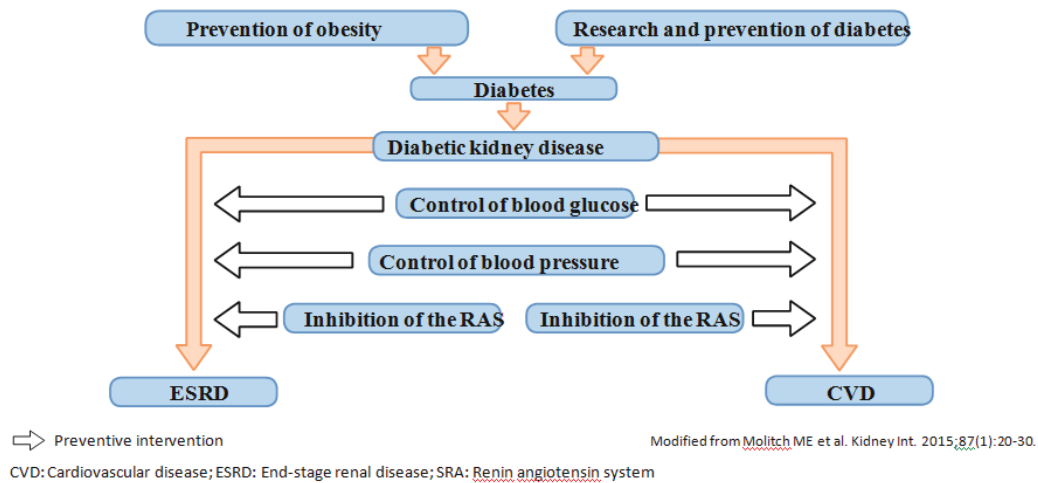 Prevention of obesity
Research and prevention of diabetes
Diabetes
Diabetic kidney disease
Control of blood glucose
Control of blood pressure
Inhibition of the RAS
Inhibition of the RAS
ESRD
CVD
Preventive intervention
Modified from Molitch ME et al. Kidney Int. 2015;87(1):20-30.
CVD: Cardiovascular disease; ESRD: End-stage renal disease; SRA: Renin angiotensin system